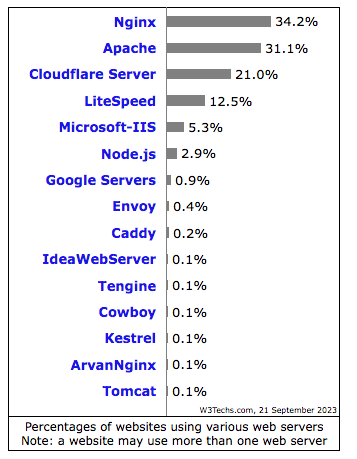 Nginx 34.2%
Apache 31.1%
Cloudflare Server 21.0%
LiteSpeed 12.5%
Microsoft-IIS 5.3%
Node.js 2.9%
Google Servers 0.9%
Envoy 0.4%
Caddy 0.2%
IdeaWebServer 0.1%
Tengine 0.1%
Cowboy 0.1%
Kestrel 0.1%
ArvanNginx 0.1%
Tomcat 0.1%
W3Techs.com, 21 September 2023
Percentages of websites using various web servers
Note: a website may use more than one web server